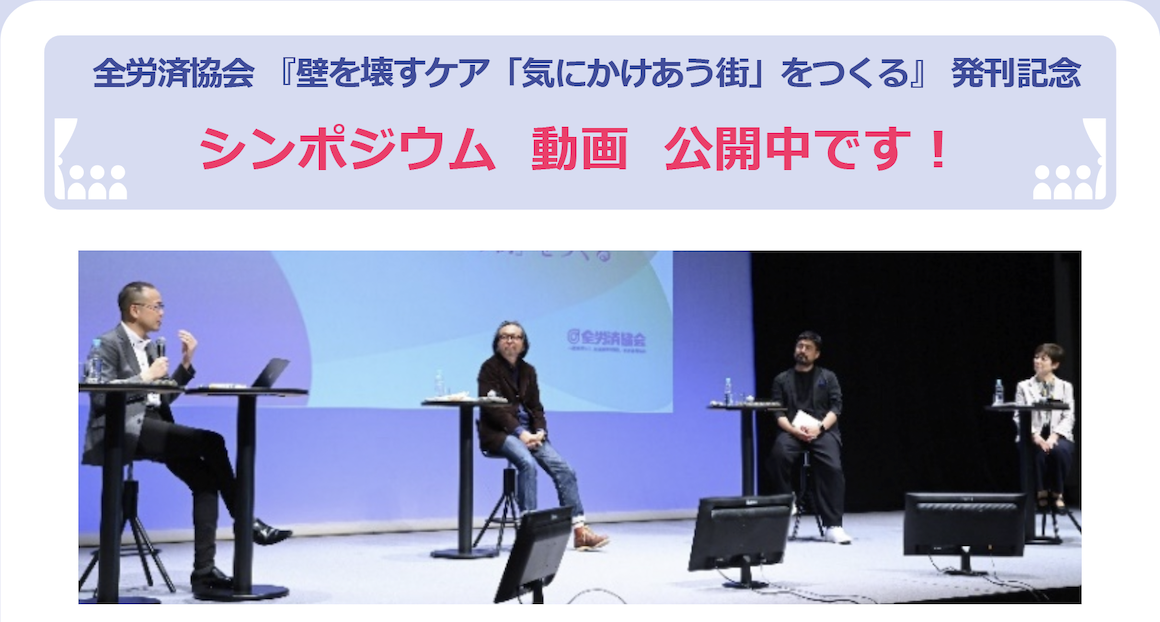 全労済協会 『壁を壊すケア「気にかけあう街」をつくる』 発刊記念
シンポジウム 動画 公開中です！
をつくる
全労済協会